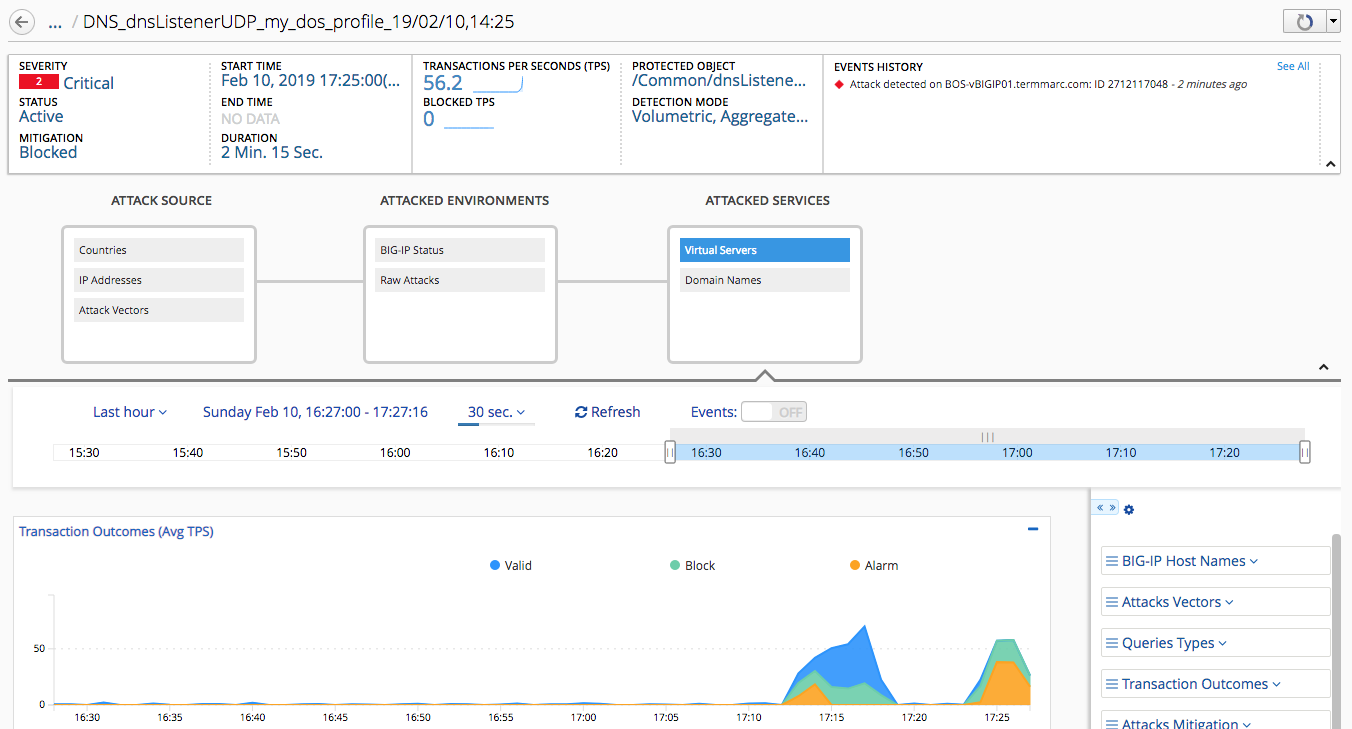 ... / DNS_dnsListenerUDP_my_dos_profile_19/02/10,14:25
SEVERITY
2 Critical
STATUS
Active
MITIGATION
Blocked
START TIME
Feb 10, 2019 17:25:00(...
END TIME
NO DATA
DURATION
2 Min. 15 Sec.
TRANSACTIONS PER SECONDS (TPS)
56.2
BLOCKED TPS
0
PROTECTED OBJECT
/Common/dnsListene...
DETECTION MODE
Volumetric, Aggregate...
EVENTS HISTORY
See All
Attack detected on BOS-vBIGIP01.termmarc.com: ID 2712117048 - 2 minutes ago
ATTACK SOURCE
Countries
IP Addresses
Attack Vectors
ATTACKED ENVIRONMENTS
BIG-IP Status
Raw Attacks
ATTACKED SERVICES
Virtual Servers
Domain Names
Last hour Sunday Feb 10, 16:27:00 - 17:27:16 30 sec. Refresh Events: OFF
15:30 15:40 15:50 16:00 16:10 16:20 16:30 16:40 16:50 17:00 17:10 17:20
Transaction Outcomes (Avg TPS)
Valid Block Alarm
50
0
16:30 16:35 16:40 16:45 16:50 16:55 17:00 17:05 17:10 17:15 17:20 17:25
« »
BIG-IP Host Names
Attacks Vectors
Queries Types
Transaction Outcomes
Attacks Mitigation